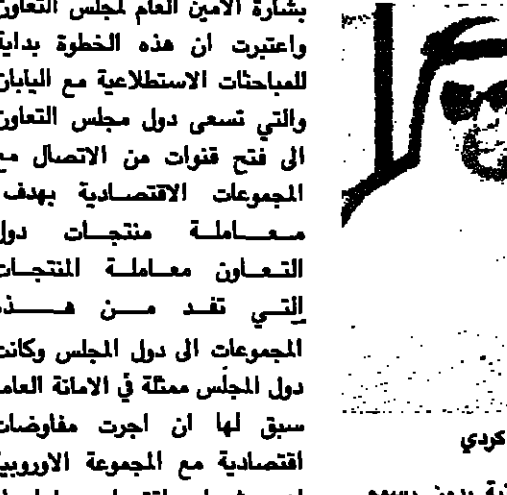 بشارة الامين العام لمجلس التعاون
واعتبرت ان هذه الخطوة بداية
للمباحثات الاستطلاعية مع اليابان
والتي تسعى دول مجلس التعاون
الى فتح قنوات من الاتصال مع
المجموعات الاقتصادية بهدف
معاملة منتجات دول
التعاون معاملة المنتجات
التي تفد من هذه
المجموعات الى دول المجلس وكانت
دول المجلس ممثلة في الامانة العامة
سبق لها ان اجرت مفاوضات
اقتصادية مع المجموعة الاوروبية
كردي
بدون رسوم